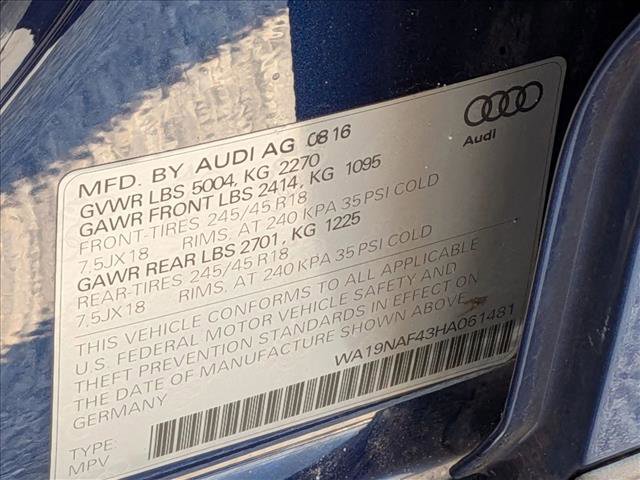 Audi
MFD. BY AUDI AG 08 16
GVWR LBS 5004, KG 2270
GAWR FRONT LBS 2414, KG 1095
FRONT-TIRES 245/45 R18
7,5JX18 RIMS, AT 240 KPA 35 PSI COLD
GAWR REAR LBS 2701, KG 1225
REAR-TIRES 245/45 R18
7,5JX18 RIMS, AT 240 KPA 35 PSI COLD
THIS VEHICLE CONFORMS TO ALL APPLICABLE
U.S. FEDERAL MOTOR VEHICLE SAFETY AND
THEFT PREVENTION STANDARDS IN EFFECT ON
THE DATE OF MANUFACTURE SHOWN ABOVE.
GERMANY WA19NAF43HA061481
TYPE:
MPV